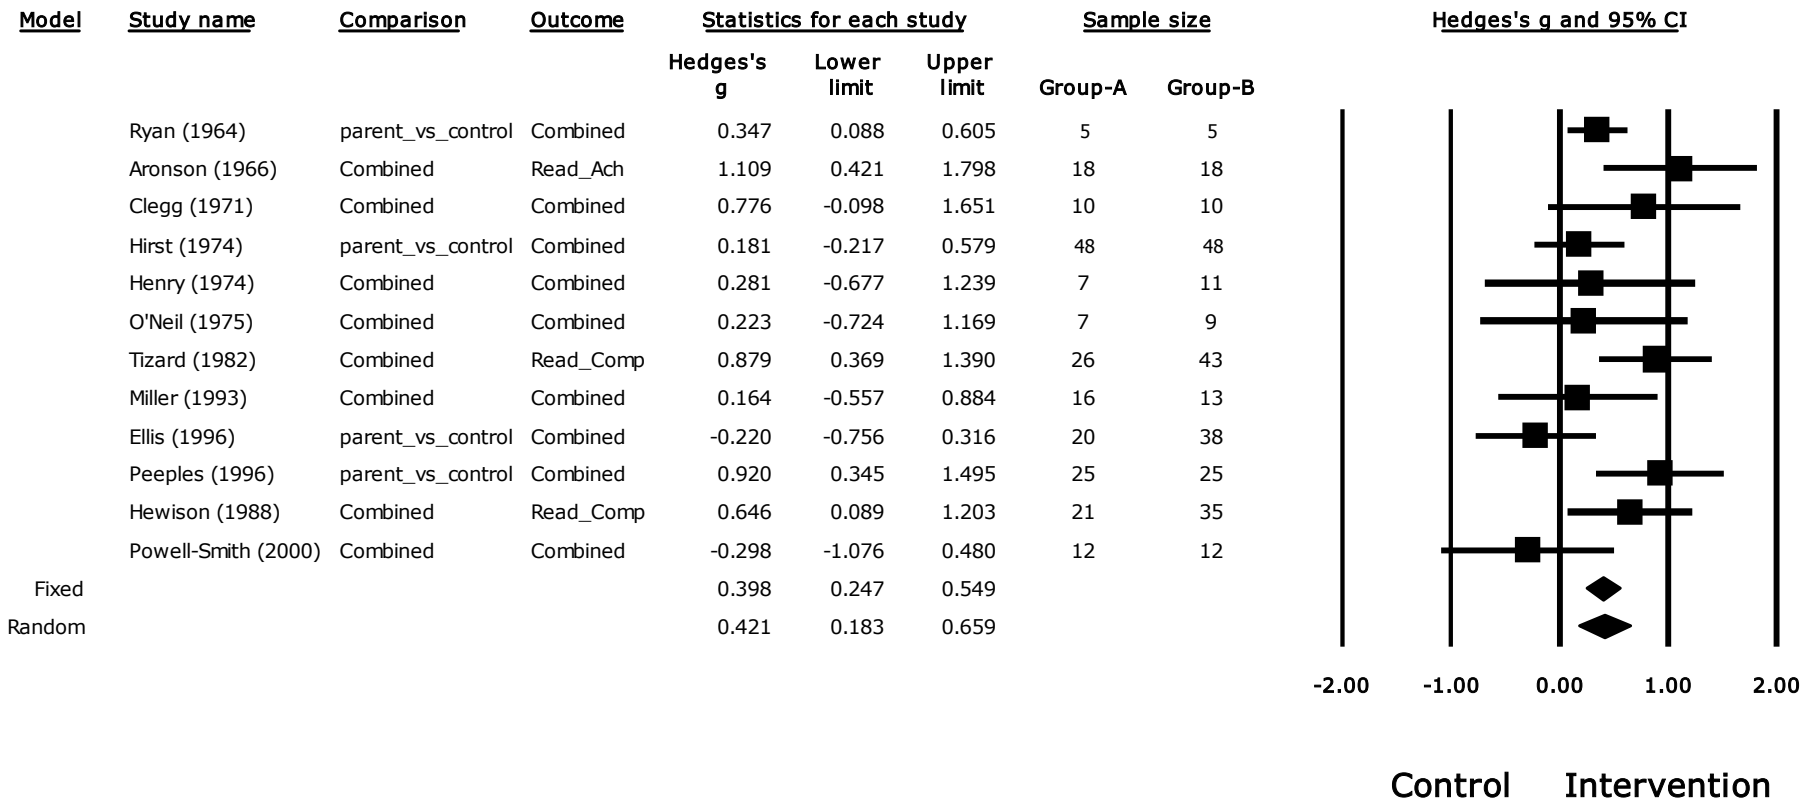 Model Study name Comparison Outcome Statistics for each study Sample size Hedges's g and 95% CI
Hedges's g Lower limit Upper limit Group-A Group-B
Ryan (1964) parent_vs_control Combined 0.347 0.088 0.605 5 5
Aronson (1966) Combined Read_Ach 1.109 0.421 1.798 18 18
Clegg (1971) Combined Combined 0.776 -0.098 1.651 10 10
Hirst (1974) parent_vs_control Combined 0.181 -0.217 0.579 48 48
Henry (1974) Combined Combined 0.281 -0.677 1.239 7 11
O'Neil (1975) Combined Combined 0.223 -0.724 1.169 7 9
Tizard (1982) Combined Read_Comp 0.879 0.369 1.390 26 43
Miller (1993) Combined Combined 0.164 -0.557 0.884 16 13
Ellis (1996) parent_vs_control Combined -0.220 -0.756 0.316 20 38
Peeples (1996) parent_vs_control Combined 0.920 0.345 1.495 25 25
Hewison (1988) Combined Read_Comp 0.646 0.089 1.203 21 35
Powell-Smith (2000) Combined Combined -0.298 -1.076 0.480 12 12
Fixed 0.398 0.247 0.549
Random 0.421 0.183 0.659
-2.00 -1.00 0.00 1.00 2.00
Control Intervention